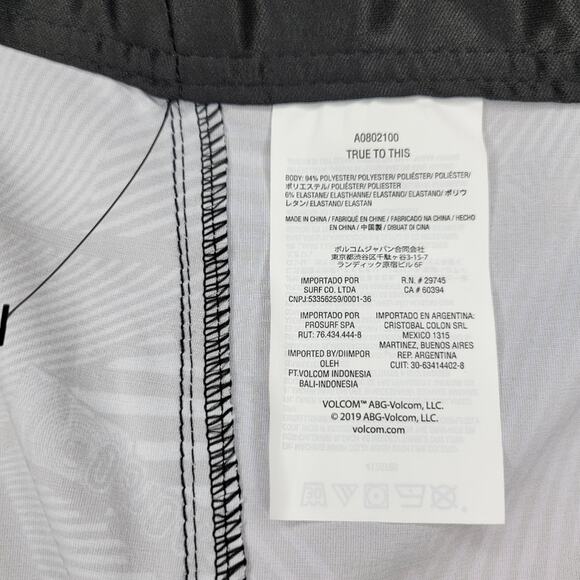 A0802100
TRUE TO THIS
BODY: 94% POLYESTER/ POLYESTER/ POLIÉSTER/ POLIÉSTER/
ポリエステル/ POLIÉSTER/ POLIESTER
6% ELASTANE/ ELASTHANNE/ ELASTANO/ ELASTANO/ ポリウ
レタン/ ELASTANO/ ELASTAN
MADE IN CHINA / FABRIQUÉ EN CHINE / FABRICADO NA CHINA / HECHO
EN CHINA / 中国製 / DIBUAT DI CINA
ボルコムジャパン合同会社
東京都渋谷区千駄ヶ谷3-15-7
ランディック原宿ビル 6F
IMPORTADO POR
SURF CO. LTDA
CNPJ:53356259/0001-36
R.N. # 29745
CA # 60394
IMPORTADO POR
PROSURF SPA
RUT: 76.434.444-8
IMPORTADO EN ARGENTINA:
CRISTOBAL COLON SRL
MEXICO 1315
MARTINEZ, BUENOS AIRES
REP. ARGENTINA
CUIT: 30-63414402-8
IMPORTED BY/DIIMPOR
OLEH
PT.VOLCOM INDONESIA
BALI-INDONESIA
VOLCOM™ ABG-Volcom, LLC.
© 2019 ABG-Volcom, LLC.
volcom.com